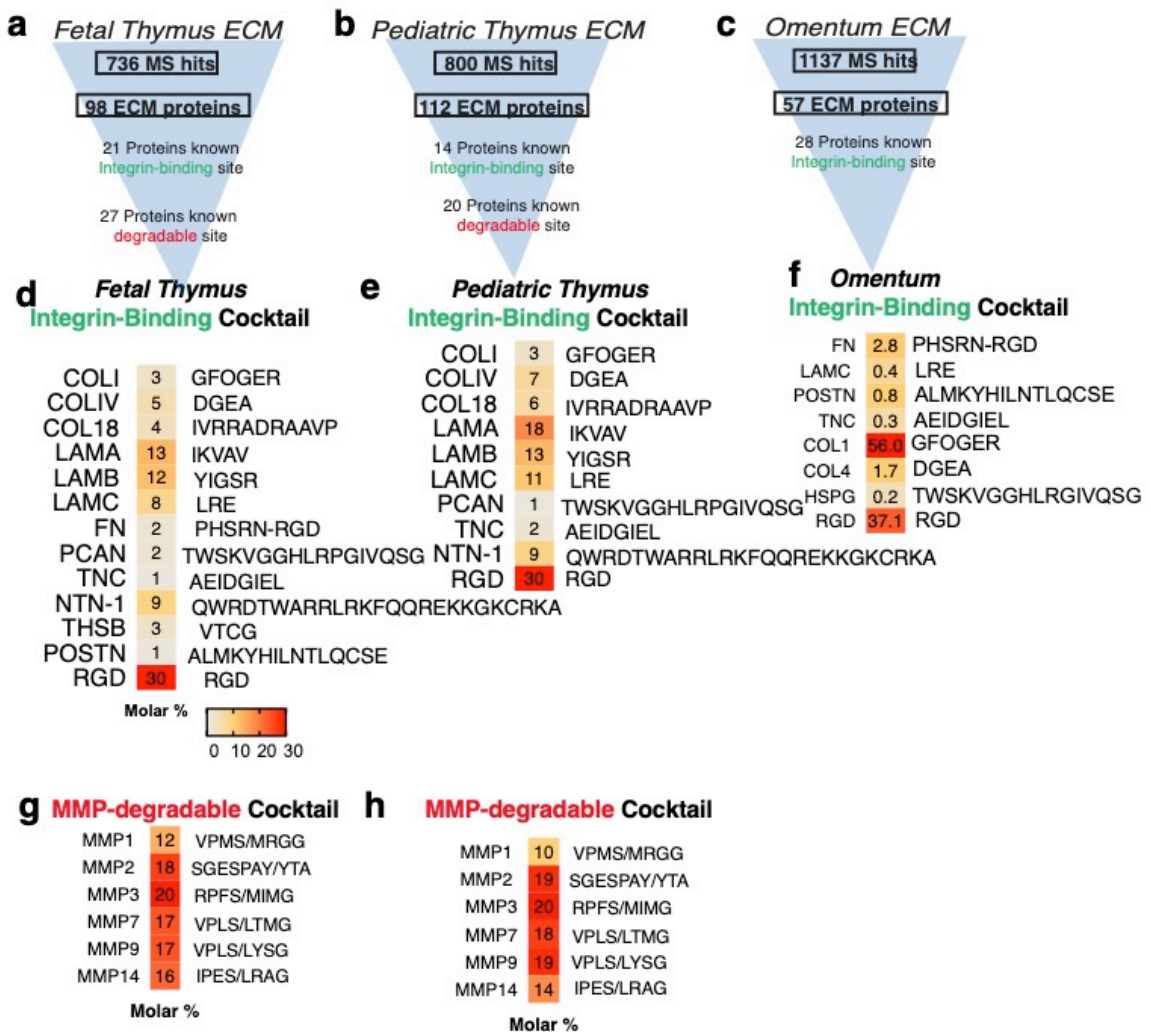 a Fetal Thymus ECM
736 MS hits
98 ECM proteins
21 Proteins known
Integrin-binding site
27 Proteins known
degradable site
b Pediatric Thymus ECM
800 MS hits
112 ECM proteins
14 Proteins known
Integrin-binding site
20 Proteins known
degradable site
c Omentum ECM
1137 MS hits
57 ECM proteins
28 Proteins known
Integrin-binding site
d Fetal Thymus
Integrin-Binding Cocktail
COLI 3 GFOGER
COLIV 5 DGEA
COL18 4 IVRRADRAAVP
LAMA 13 IKVAV
LAMB 12 YIGSR
LAMC 8 LRE
FN 2 PHSRN-RGD
PCAN 2 TWSKVGGHLRPGIVQSG
TNC 1 AEIDGIEL
NTN-1 9 QWRDTWARRLRKFQQREKKGKCRKA
THSB 3 VTCG
POSTN 1 ALMKYHILNTLQCSE
RGD 30 RGD
Molar %
0 10 20 30
e Pediatric Thymus
Integrin-Binding Cocktail
COLI 3 GFOGER
COLIV 7 DGEA
COL18 6 IVRRADRAAVP
LAMA 18 IKVAV
LAMB 13 YIGSR
LAMC 11 LRE
PCAN 1 TWSKVGGHLRPGIVQSG
TNC 2 AEIDGIEL
NTN-1 9 QWRDTWARRLRKFQQREKKGKCRKA
RGD 30 RGD
f Omentum
Integrin-Binding Cocktail
FN 2.8 PHSRN-RGD
LAMC 0.4 LRE
POSTN 0.8 ALMKYHILNTLQCSE
TNC 0.3 AEIDGIEL
COL1 56.0 GFOGER
COL4 1.7 DGEA
HSPG 0.2 TWSKVGGHLRGIVQSG
RGD 37.1 RGD
g MMP-degradable Cocktail
MMP1 12 VPMS/MRGG
MMP2 18 SGESPAY/YTA
MMP3 20 RPFS/MIMG
MMP7 17 VPLS/LTMG
MMP9 17 VPLS/LYSG
MMP14 16 IPES/LRAG
Molar %
h MMP-degradable Cocktail
MMP1 10 VPMS/MRGG
MMP2 19 SGESPAY/YTA
MMP3 20 RPFS/MIMG
MMP7 18 VPLS/LTMG
MMP9 19 VPLS/LYSG
MMP14 14 IPES/LRAG
Molar %